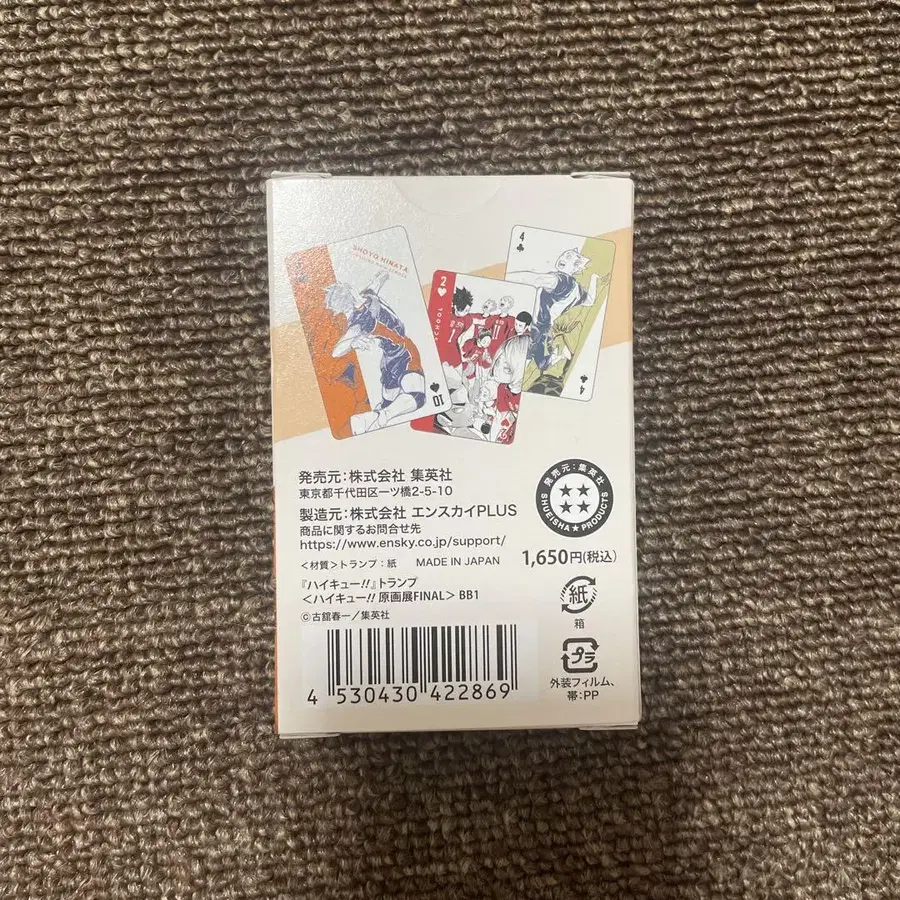 SHOYO HINATA
10
2
4
4
発売元:株式会社 集英社
東京都千代田区一ツ橋2-5-10
製造元:株式会社 エンスカイPLUS
商品に関するお問合せ先
https://www.ensky.co.jp/support/
<材質>トランプ:紙 MADE IN JAPAN
1,650円(税込)
発売元:集英社
SHUEISHA★PRODUCTS
『ハイキュー!!』トランプ
<ハイキュー!! 原画展FINAL> BB1
©古舘春一/集英社
紙
箱
プラ
外装フィルム、
帯:PP
4 530430 422869